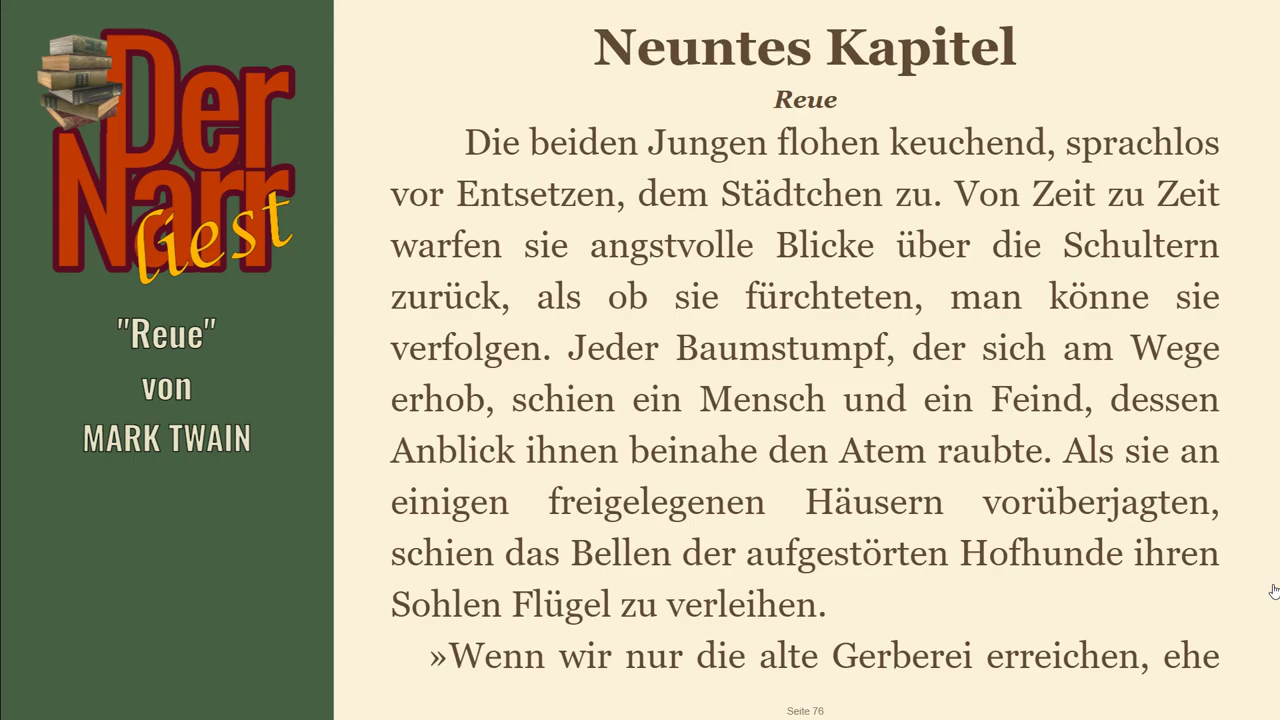 Der
Narr
liest
"Reue"
von
MARK TWAIN
Neuntes Kapitel
Reue
Die beiden Jungen flohen keuchend, sprachlos
vor Entsetzen, dem Städtchen zu. Von Zeit zu Zeit
warfen sie angstvolle Blicke über die Schultern
zurück, als ob sie fürchteten, man könne sie
verfolgen. Jeder Baumstumpf, der sich am Wege
erhob, schien ein Mensch und ein Feind, dessen
Anblick ihnen beinahe den Atem raubte. Als sie an
einigen freigelegenen Häusern vorüberjagten,
schien das Bellen der aufgestörten Hofhunde ihren
Sohlen Flügel zu verleihen.
»Wenn wir nur die alte Gerberei erreichen, ehe
Seite 76